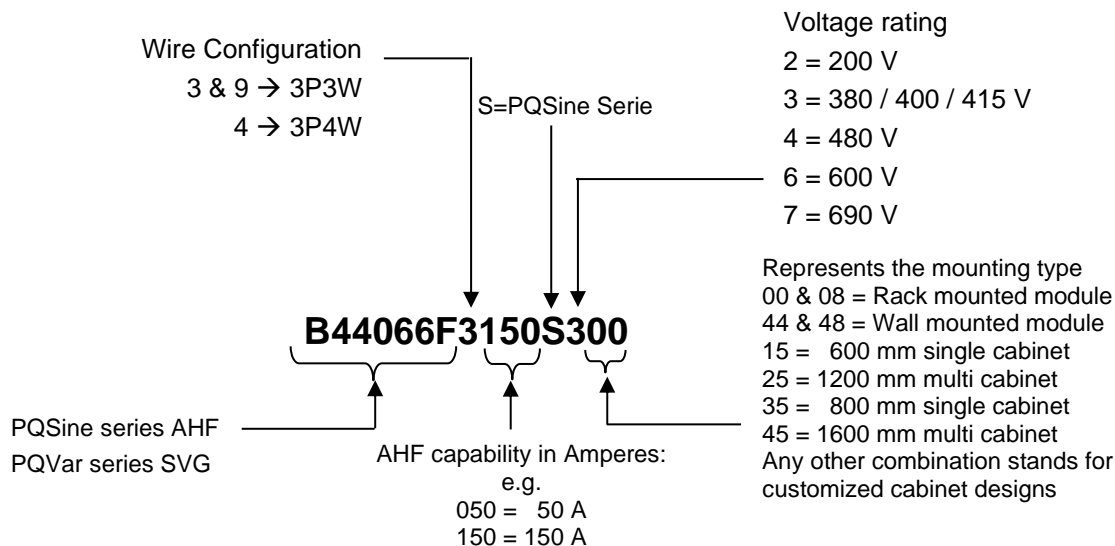 Wire Configuration
3 & 9 → 3P3W
4 → 3P4W
S=PQSine Serie
Voltage rating
2 = 200 V
3 = 380 / 400 / 415 V
4 = 480 V
6 = 600 V
7 = 690 V
B44066F3150S300
PQSine series AHF
PQVar series SVG
AHF capability in Amperes:
e.g.
050 = 50 A
150 = 150 A
Represents the mounting type
00 & 08 = Rack mounted module
44 & 48 = Wall mounted module
15 = 600 mm single cabinet
25 = 1200 mm multi cabinet
35 = 800 mm single cabinet
45 = 1600 mm multi cabinet
Any other combination stands for
customized cabinet designs